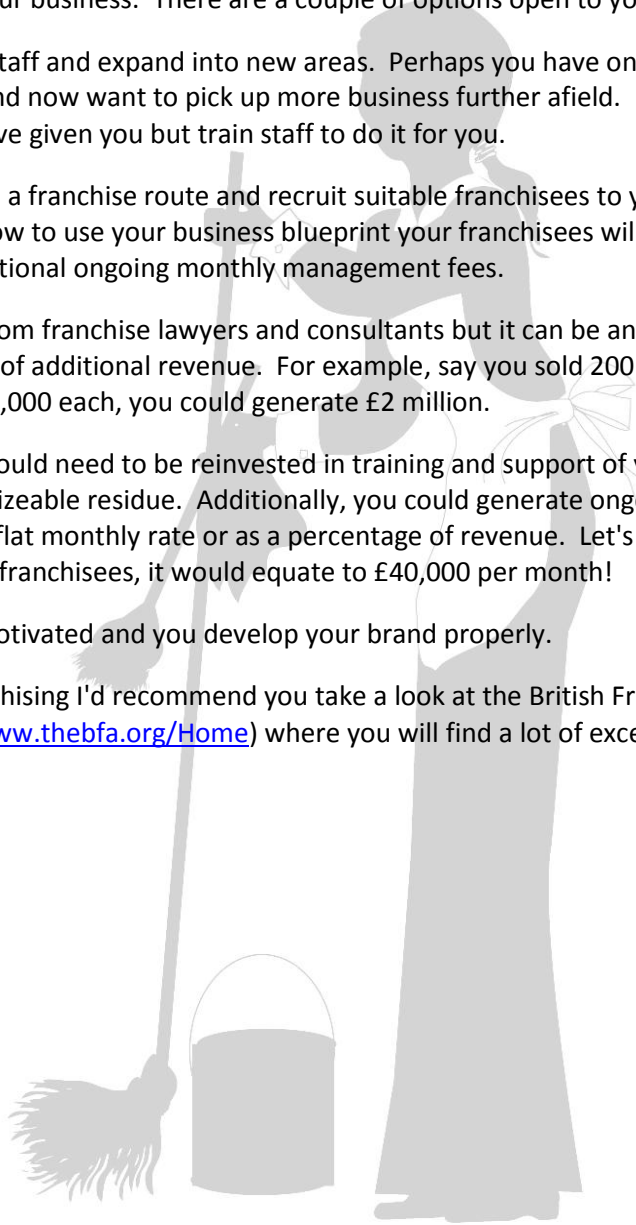 ur business. There are a couple of options open to yo
taff and expand into new areas. Perhaps you have on
nd now want to pick up more business further afield.
ve given you but train staff to do it for you.
a franchise route and recruit suitable franchisees to y
ow to use your business blueprint your franchisees wil
tional ongoing monthly management fees.
om franchise lawyers and consultants but it can be an
of additional revenue. For example, say you sold 200
,000 each, you could generate £2 million.
ould need to be reinvested in training and support of
izeable residue. Additionally, you could generate ong
flat monthly rate or as a percentage of revenue. Let's
franchisees, it would equate to £40,000 per month!
otivated and you develop your brand properly.
hising I'd recommend you take a look at the British Fr
ww.thebfa.org/Home) where you will find a lot of exce